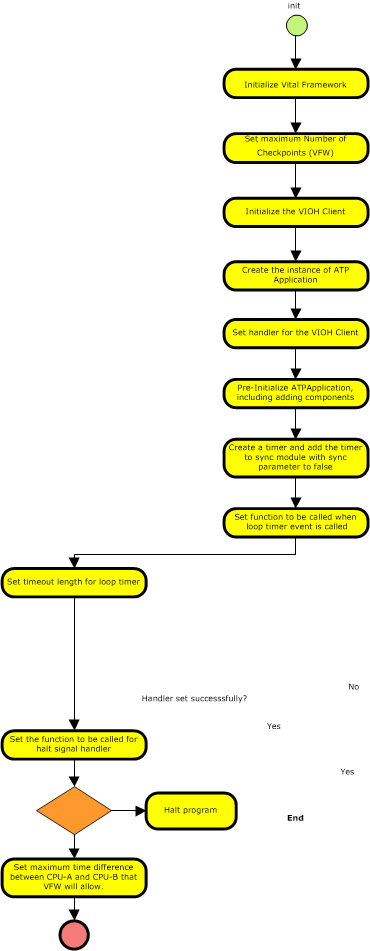 init
Initialize Vital Framework
Set maximum Number of
Checkpoints (VFW)
Initialize the VIOH Client
Create the instance of ATP
Application
Set handler for the VIOH Client
Pre-Initialize ATPApplication,
including adding components
Create a timer and add the timer
to sync module with sync
parameter to false
Set function to be called when
loop timer event is called
Set timeout length for loop timer
No
Handler set successsfully?
Yes
Set the function to be called for
halt signal handler
Yes
Halt program
End
Set maximum time difference
between CPU-A and CPU-B that
VFW will allow.